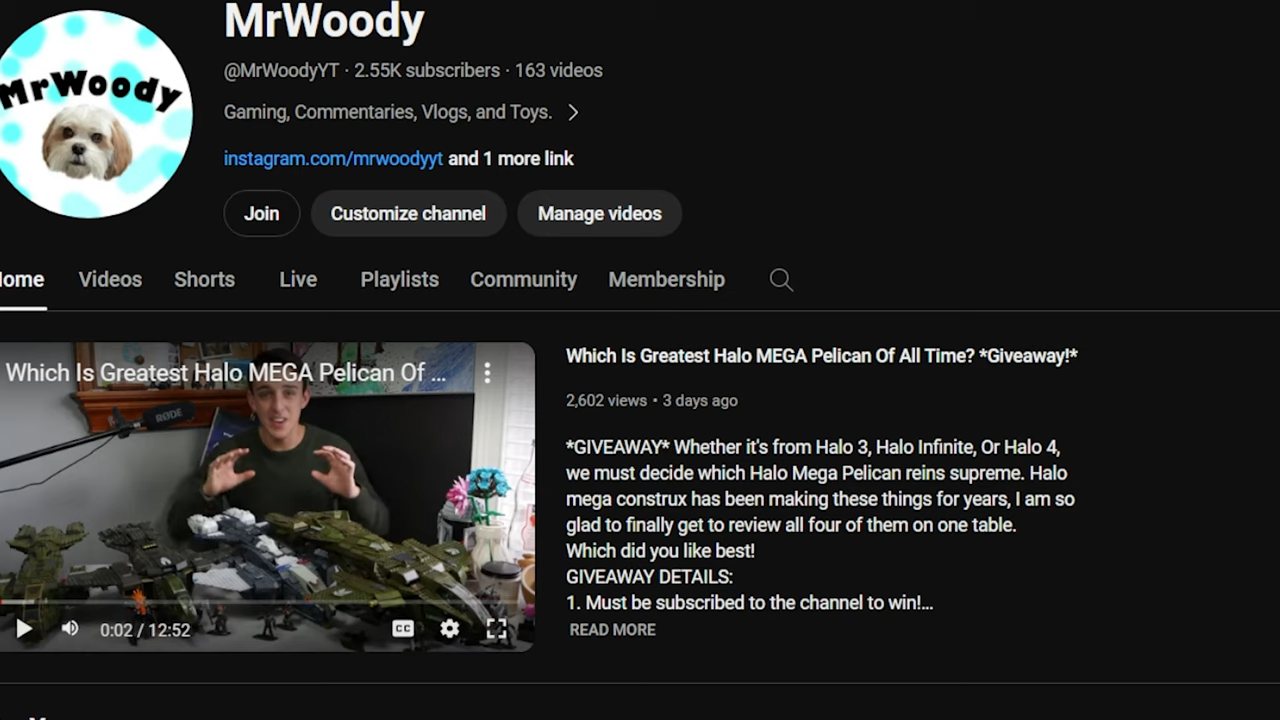 MrWoody
MrWoody
@MrWoodyYT · 2.55K subscribers · 163 videos
Gaming, Commentaries, Vlogs, and Toys.
instagram.com/mrwoodyyt and 1 more link
Join Customize channel Manage videos
ome Videos Shorts Live Playlists Community Membership
Which Is Greatest Halo MEGA Pelican Of ...
RØDE
0:02 / 12:52
CC
Which Is Greatest Halo MEGA Pelican Of All Time? *Giveaway!*
2,602 views • 3 days ago
*GIVEAWAY* Whether it's from Halo 3, Halo Infinite, Or Halo 4,
we must decide which Halo Mega Pelican reins supreme. Halo
mega construx has been making these things for years, I am so
glad to finally get to review all four of them on one table.
Which did you like best!
GIVEAWAY DETAILS:
1. Must be subscribed to the channel to win!...
READ MORE